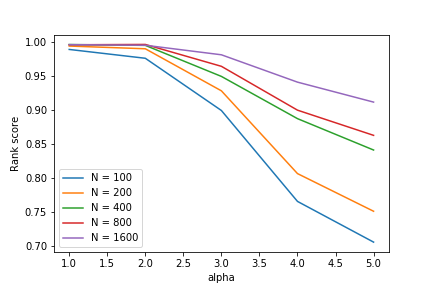 1.00
0.95
0.90
0.85
0.80
0.75
0.70
Rank score
N = 100
N = 200
N = 400
N = 800
N = 1600
1.0 1.5 2.0 2.5 3.0 3.5 4.0 4.5 5.0
alpha